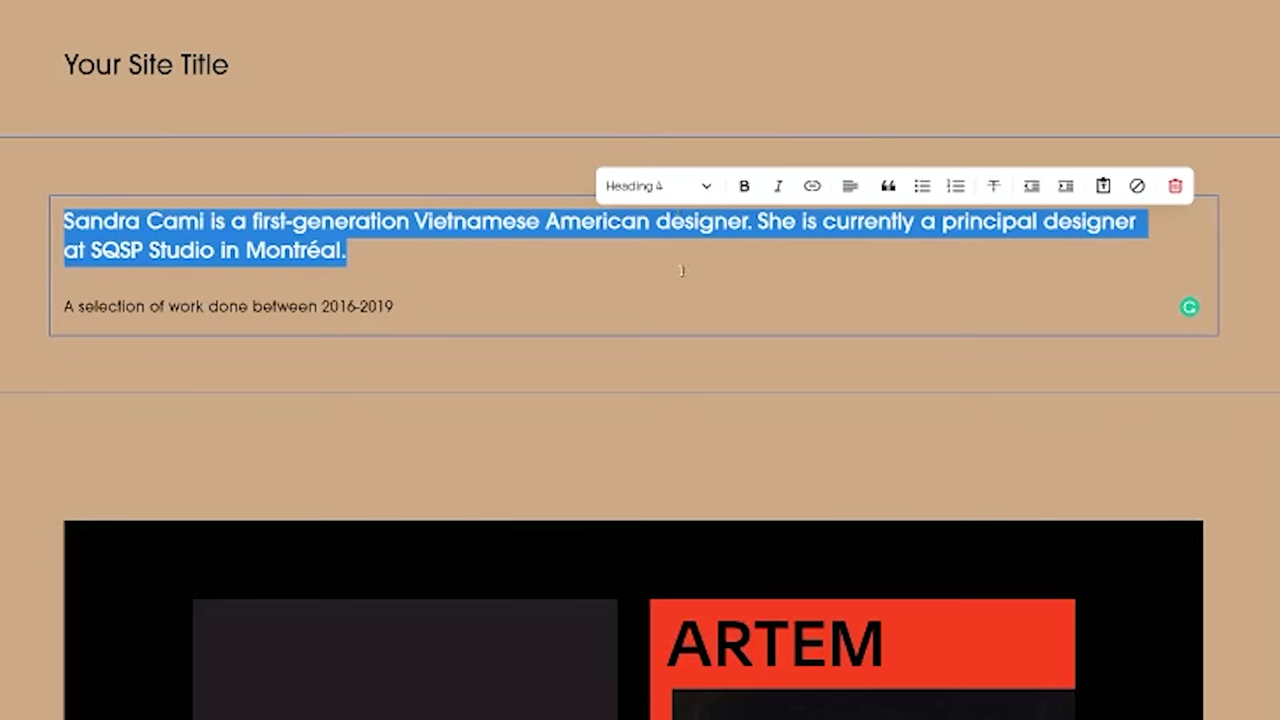 Your Site Title
Heading 4
Sandra Cami is a first-generation Vietnamese American designer. She is currently a principal designer
at SQSP Studio in Montréal.
A selection of work done between 2016-2019
ARTEM